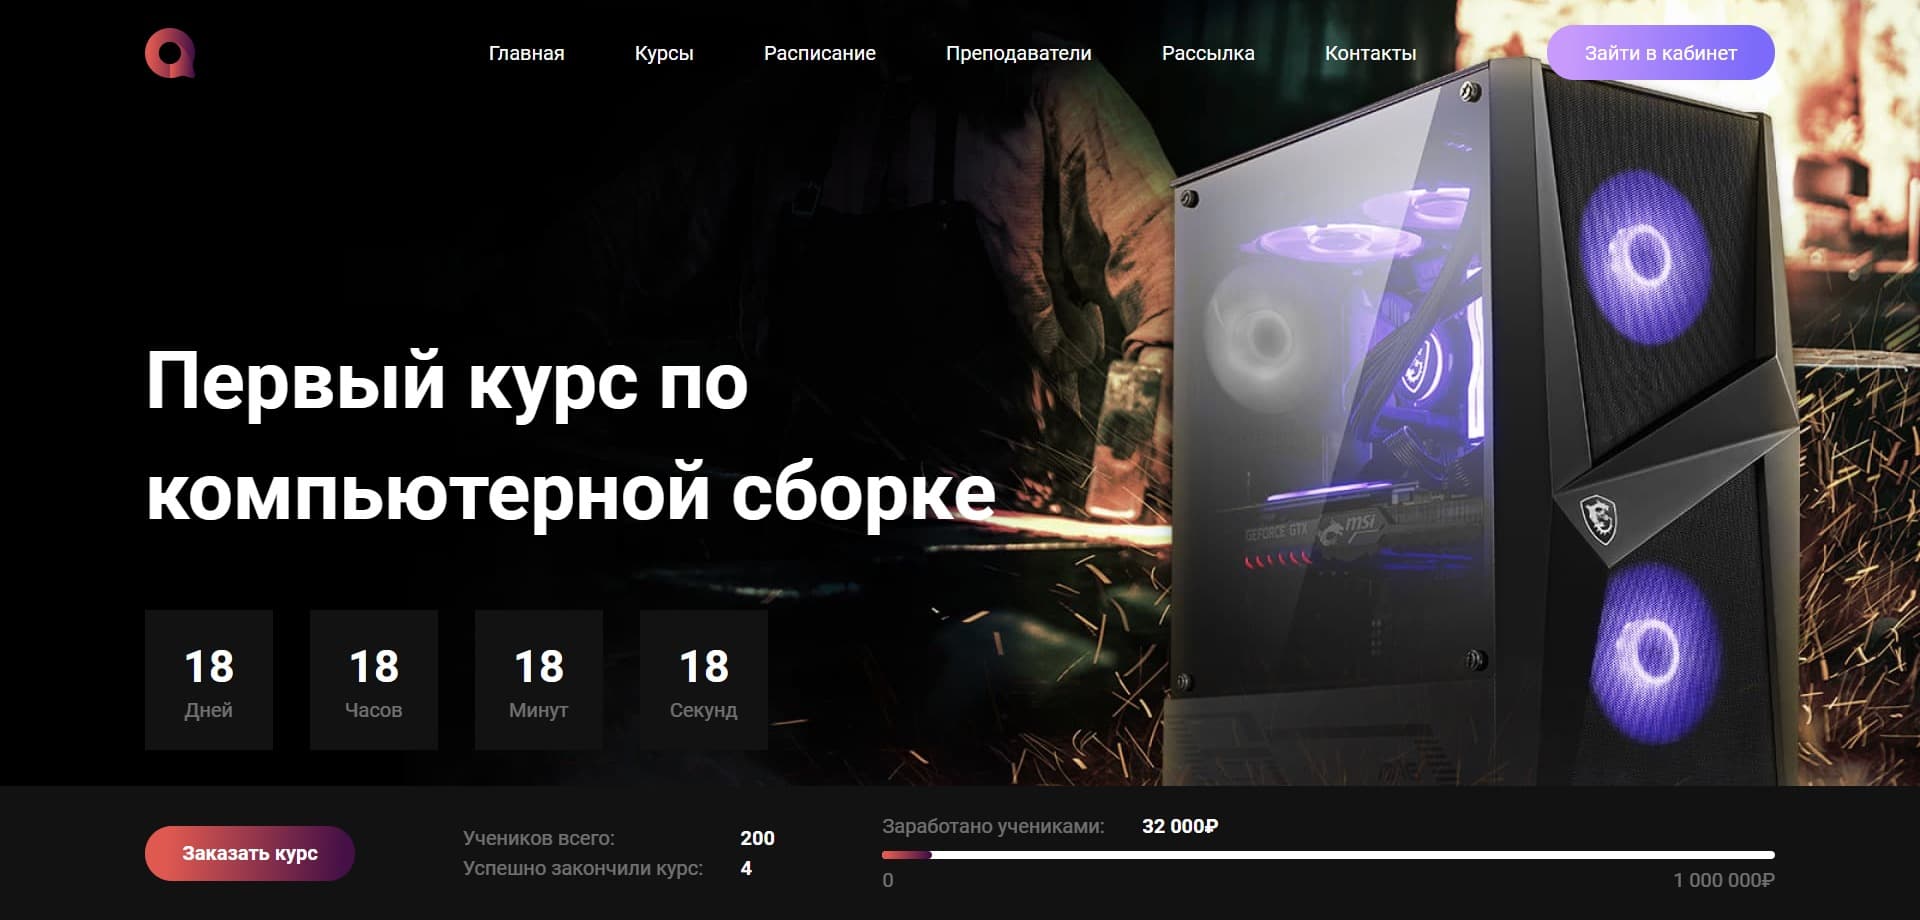 Главная Курсы Расписание Преподаватели Рассылка Контакты Зайти в кабинет
Первый курс по
компьютерной сборке
GEFORCE GTX msi
18 18 18 18
Дней Часов Минут Секунд
Заказать курс
Учеников всего: 200
Успешно закончили курс: 4
Заработано учениками: 32 000₽
0 1 000 000₽